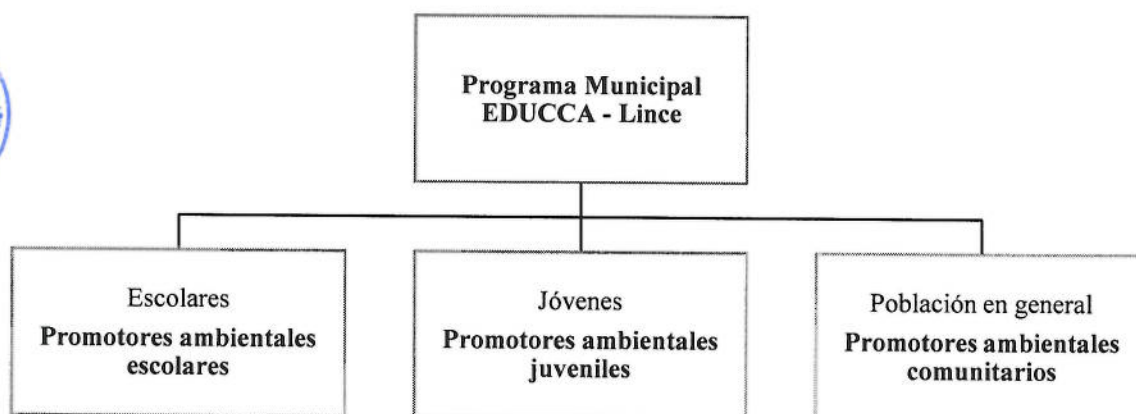 Programa Municipal
EDUCCA - Lince
Escolares
Promotores ambientales
escolares
Jóvenes
Promotores ambientales
juveniles
Población en general
Promotores ambientales
comunitarios